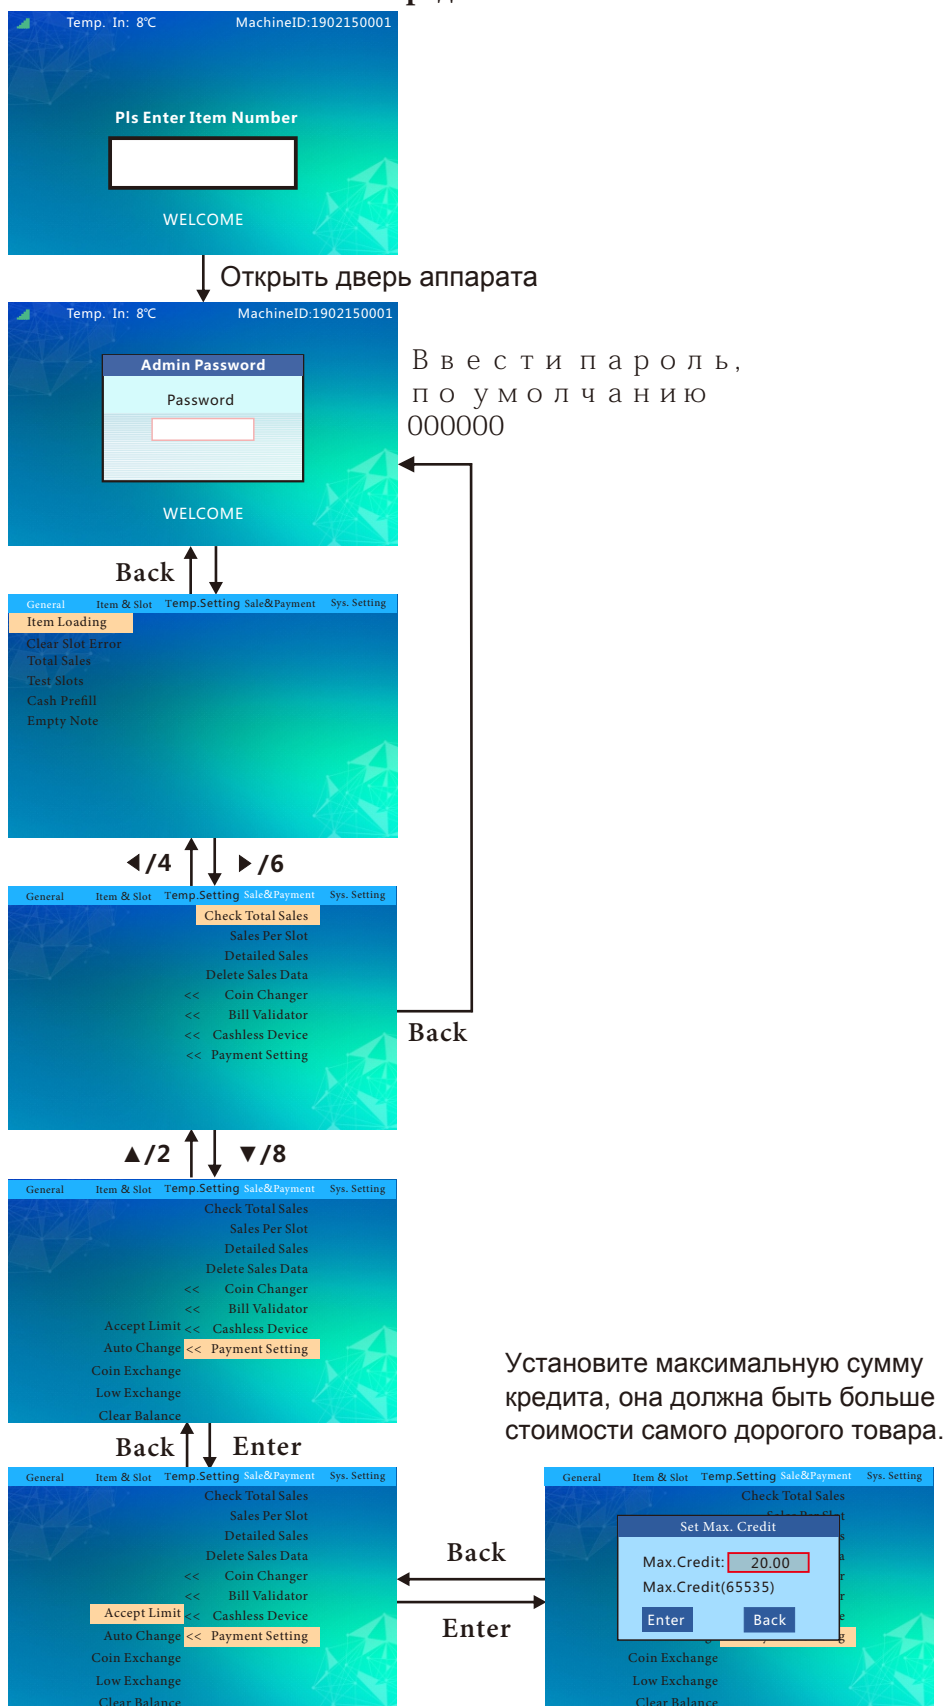 Temp. In: 8℃ MachineID:1902150001
Pls Enter Item Number
WELCOME
Открыть дверь аппарата
Temp. In: 8℃ MachineID:1902150001
Admin Password
Password
WELCOME
Ввести пароль,
по умолчанию
000000
Back
General Item & Slot Temp.Setting Sale&Payment Sys. Setting
Item Loading
Clear Slot Error
Total Sales
Test Slots
Cash Prefill
Empty Note
◀/4 ▶/6
General Item & Slot Temp.Setting Sale&Payment Sys. Setting
Check Total Sales
Sales Per Slot
Detailed Sales
Delete Sales Data
<< Coin Changer
<< Bill Validator
<< Cashless Device
<< Payment Setting
Back
▲/2 ▼/8
General Item & Slot Temp.Setting Sale&Payment Sys. Setting
Check Total Sales
Sales Per Slot
Detailed Sales
Delete Sales Data
<< Coin Changer
<< Bill Validator
Accept Limit << Cashless Device
Auto Change << Payment Setting
Coin Exchange
Low Exchange
Clear Balance
Установите максимальную сумму
кредита, она должна быть больше
стоимости самого дорогого товара.
Back Enter
General Item & Slot Temp.Setting Sale&Payment Sys. Setting
Check Total Sales
Sales Per Slot
Detailed Sales
Delete Sales Data
<< Coin Changer
<< Bill Validator
Accept Limit << Cashless Device
Auto Change << Payment Setting
Coin Exchange
Low Exchange
Clear Balance
Back
Enter
General Item & Slot Temp.Setting Sale&Payment Sys. Setting
Check Total Sales
Set Max. Credit
Max.Credit: 20.00
Max.Credit(65535)
Enter Back
Coin Exchange
Low Exchange
Clear Balance